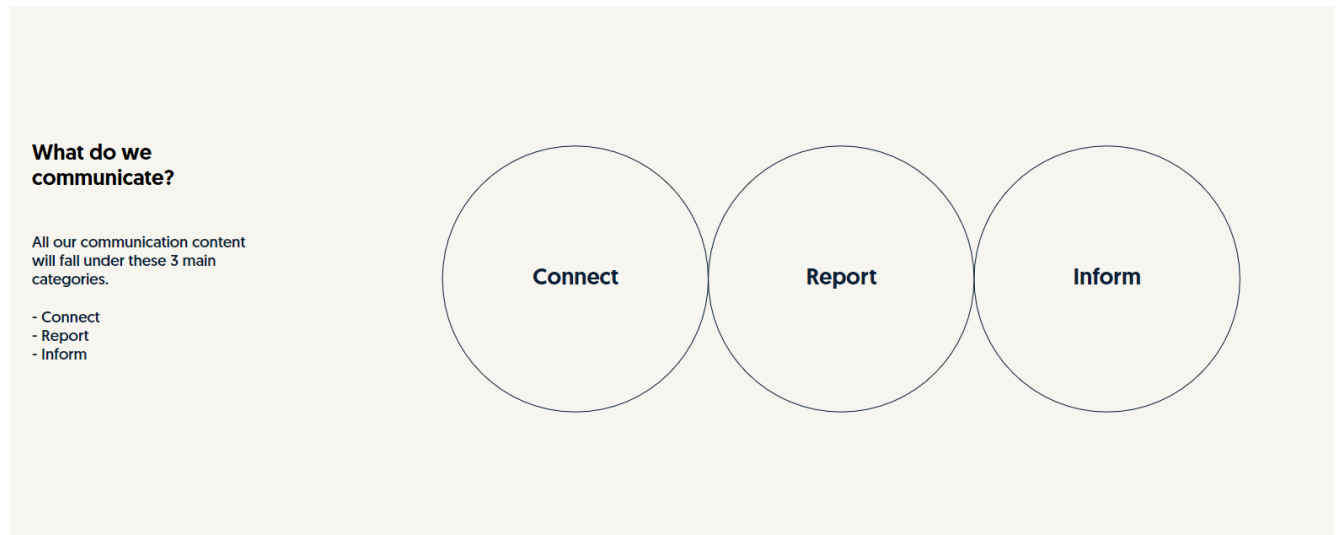 What do we
communicate?
All our communication content
will fall under these 3 main
categories.
- Connect
- Report
- Inform
Connect
Report
Inform